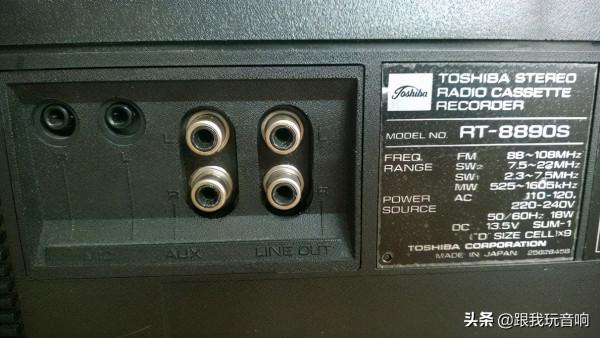 L
L
R
L
R
R
MIC
AUX
LINE OUT
Toshiba
TOSHIBA STEREO
RADIO CASSETTE
RECORDER
MODEL NO. RT-8890S
FREQ. RANGE
FM 88~108MHz
SW2 7.5~22MHz
SW1 2.3~7.5MHz
MW 525~1605kHz
POWER SOURCE
AC 110-120,
220-240V
50/60Hz 18W
DC 13.5V SUM-1
("D" SIZE CELL)×9
TOSHIBA CORPORATION
MADE IN JAPAN
头条 @跟我玩音响